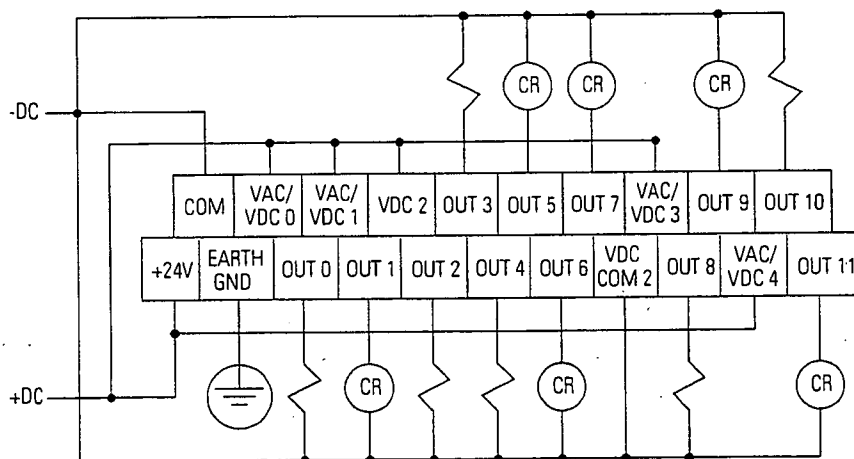 CR CR CR
-DC
COM VAC/ VDC 0 VAC/ VDC 1 VDC 2 OUT 3 OUT 5 OUT 7 VAC/ VDC 3 OUT 9 OUT 10
+24V EARTH GND OUT 0 OUT 1 OUT 2 OUT 4 OUT 6 VDC COM 2 OUT 8 VAC/ VDC 4 OUT 11
CR CR CR
+DC